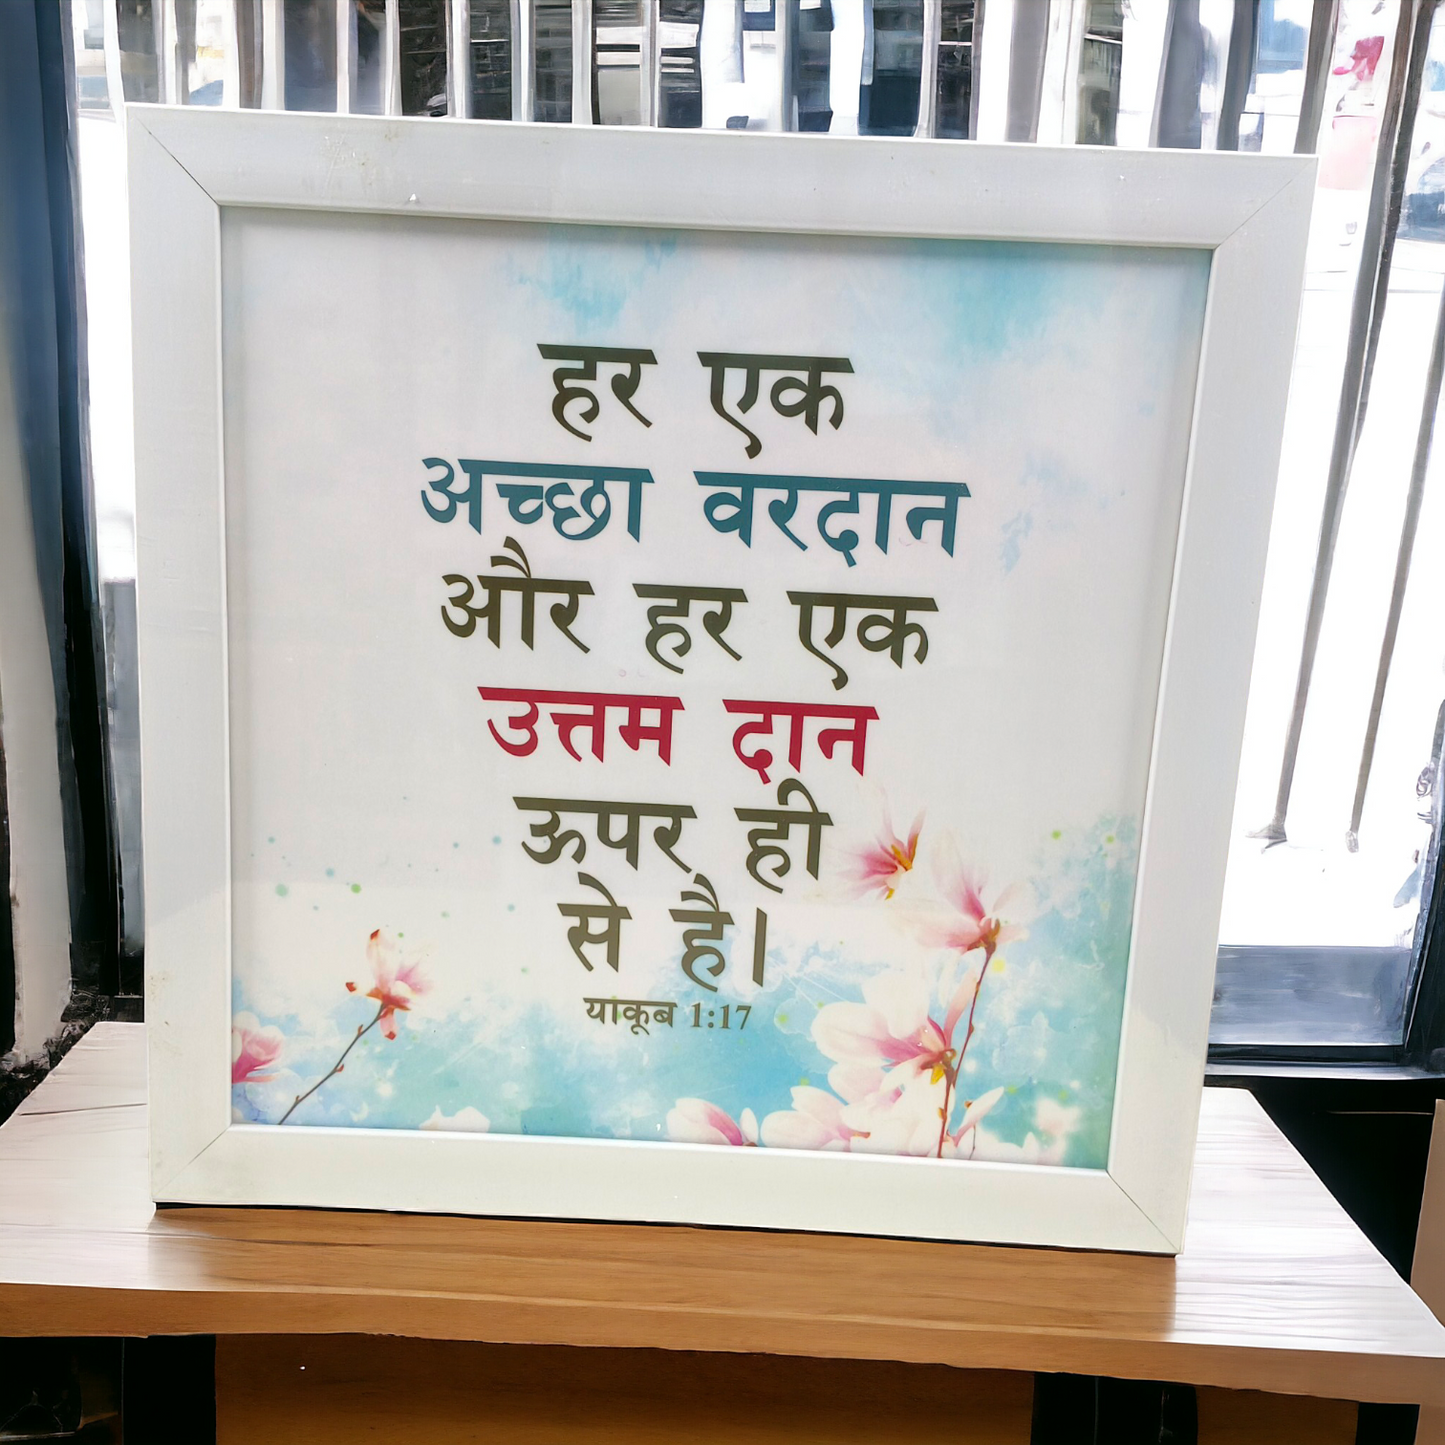 हर एक
अच्छा वरदान
और हर एक
उत्तम दान
ऊपर ही
से है।
याकूब 1:17